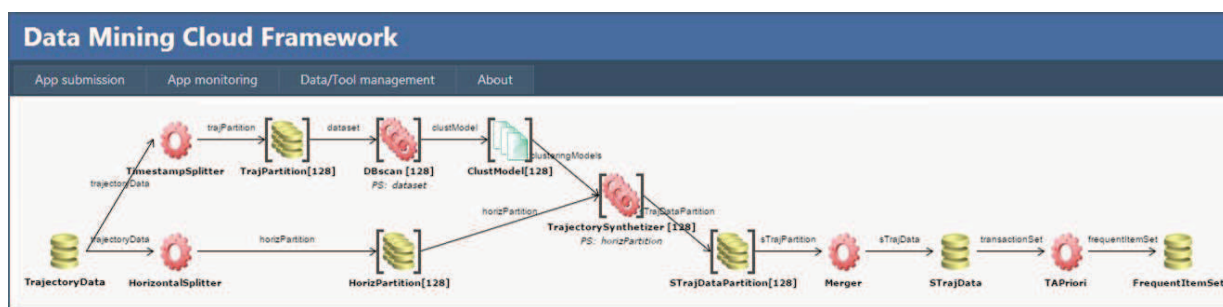 Data Mining Cloud Framework
App submission App monitoring Data/Tool management About
trajPartition dataset clustModel
clusteringModels
TimestampSplitter TrajPartition[128] DBscan [128] ClustModel[128]
PS: dataset
trajectoryData
horizPartition
sTrajDataPartition
TrajectorySynthetizer [128]
PS: horizPartition
trajectoryData horizPartition sTrajPartition sTrajData transactionSet frequentItemSet
TrajectoryData HorizontalSplitter HorizPartition[128] STrajDataPartition[128] Merger STrajData TAPriori FrequentItemSet